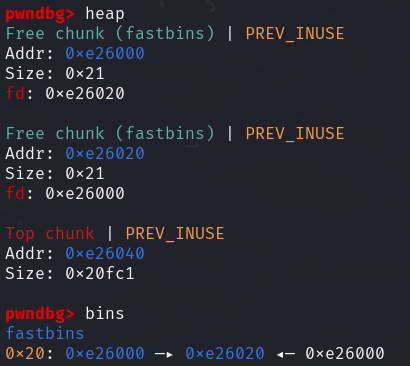 pwndbg> heap
Free chunk (fastbins) | PREV_INUSE
Addr: 0×e26000
Size: 0×21
fd: 0×e26020
Free chunk (fastbins) | PREV_INUSE
Addr: 0×e26020
Size: 0×21
fd: 0×e26000
Top chunk | PREV_INUSE
Addr: 0×e26040
Size: 0×20fc1
pwndbg> bins
fastbins
0×20: 0×e26000 —▸ 0×e26020 ◂— 0×e26000